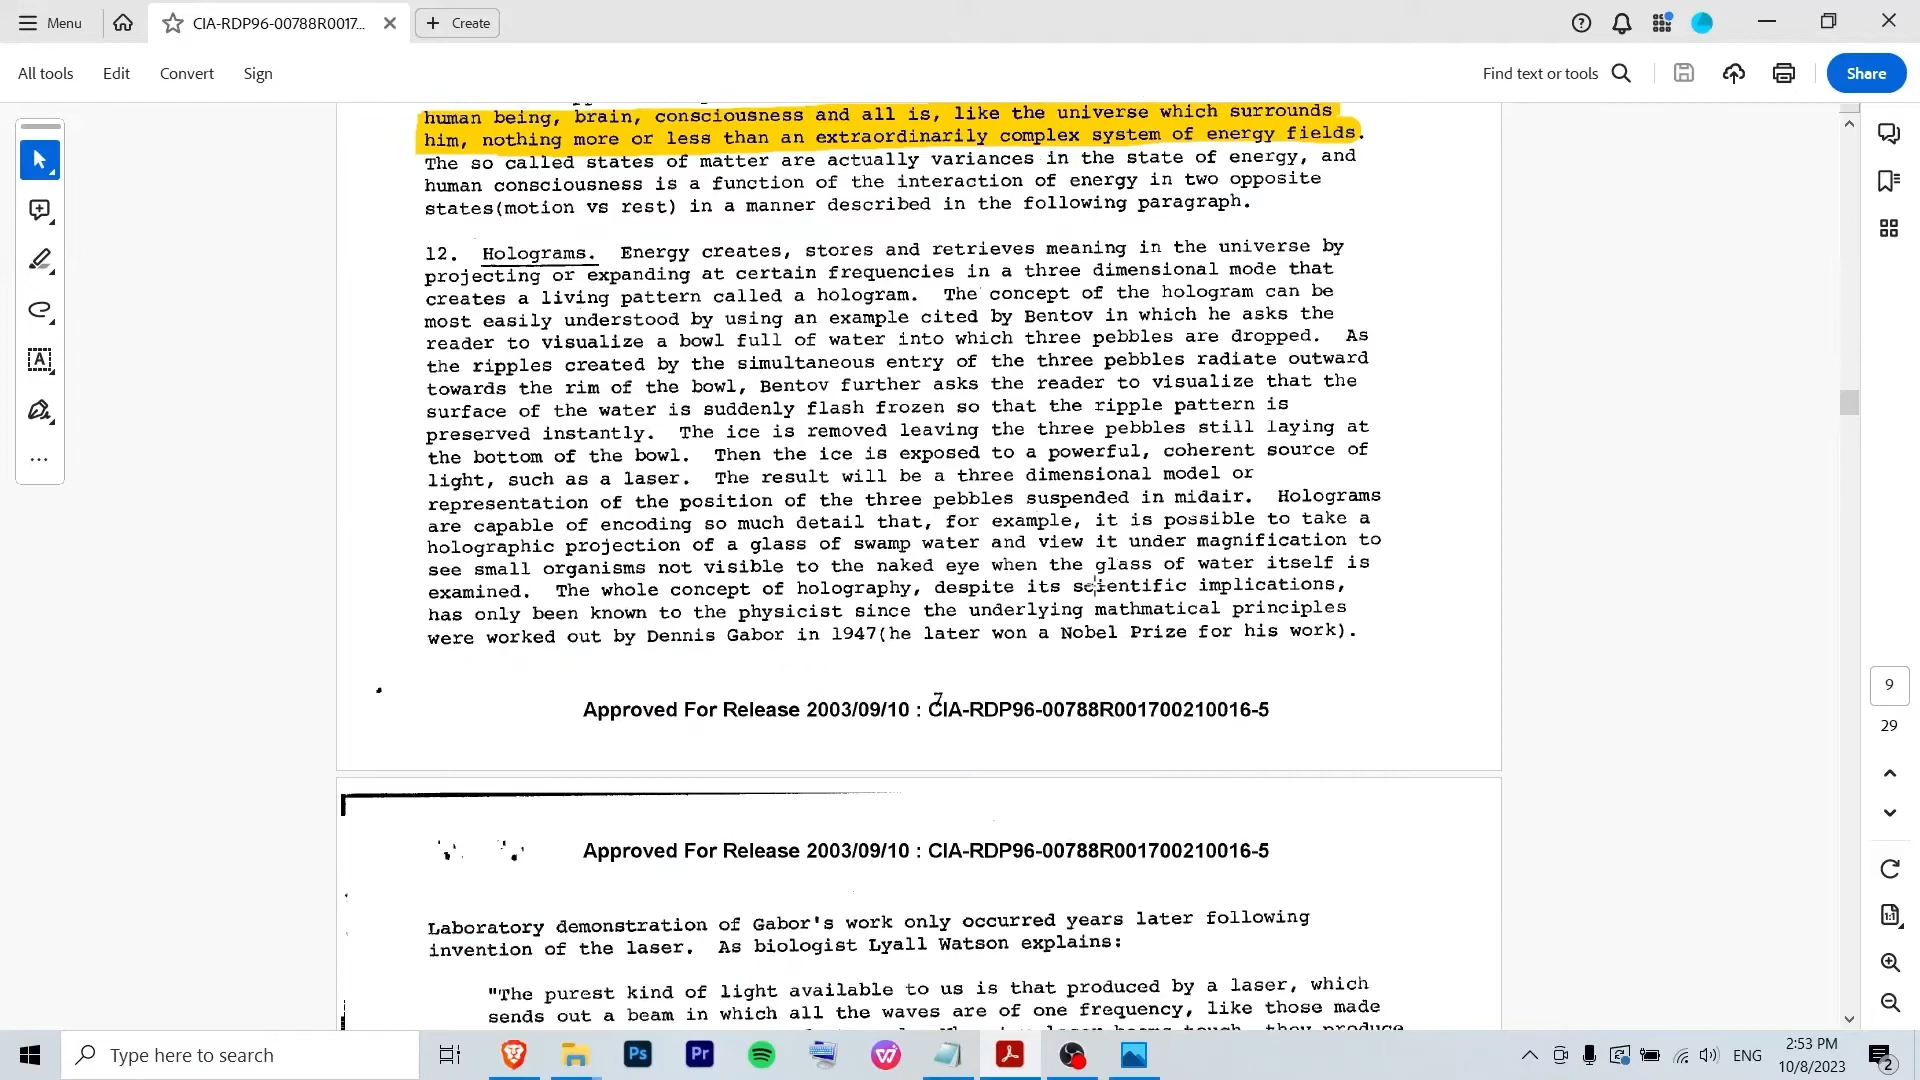 Menu
CIA-RDP96-00788R0017...
Create
All tools
Edit
Convert
Sign
Find text or tools
Share
human being, brain, consciousness and all is, like the universe which surrounds
him, nothing more or less than an extraordinarily complex system of energy fields.
The so called states of matter are actually variances in the state of energy, and
human consciousness is a function of the interaction of energy in two opposite
states(motion vs rest) in a manner described in the following paragraph.
12. Holograms. Energy creates, stores and retrieves meaning in the universe by
projecting or expanding at certain frequencies in a three dimensional mode that
creates a living pattern called a hologram. The concept of the hologram can be
most easily understood by using an example cited by Bentov in which he asks the
reader to visualize a bowl full of water into which three pebbles are dropped. As
the ripples created by the simultaneous entry of the three pebbles radiate outward
towards the rim of the bowl, Bentov further asks the reader to visualize that the
surface of the water is suddenly flash frozen so that the ripple pattern is
preserved instantly. The ice is removed leaving the three pebbles still laying at
the bottom of the bowl. Then the ice is exposed to a powerful, coherent source of
light, such as a laser. The result will be a three dimensional model or
representation of the position of the three pebbles suspended in midair. Holograms
are capable of encoding so much detail that, for example, it is possible to take a
holographic projection of a glass of swamp water and view it under magnification to
see small organisms not visible to the naked eye when the glass of water itself is
examined. The whole concept of holography, despite its scientific implications,
has only been known to the physicist since the underlying mathmatical principles
were worked out by Dennis Gabor in 1947(he later won a Nobel Prize for his work).
7
Approved For Release 2003/09/10 : CIA-RDP96-00788R001700210016-5
Approved For Release 2003/09/10 : CIA-RDP96-00788R001700210016-5
Laboratory demonstration of Gabor's work only occurred years later following
invention of the laser. As biologist Lyall Watson explains:
"The purest kind of light available to us is that produced by a laser, which
sends out a beam in which all the waves are of one frequency, like those made
9
29
Type here to search
Ps
Pr
ENG
2:53 PM
10/8/2023
2